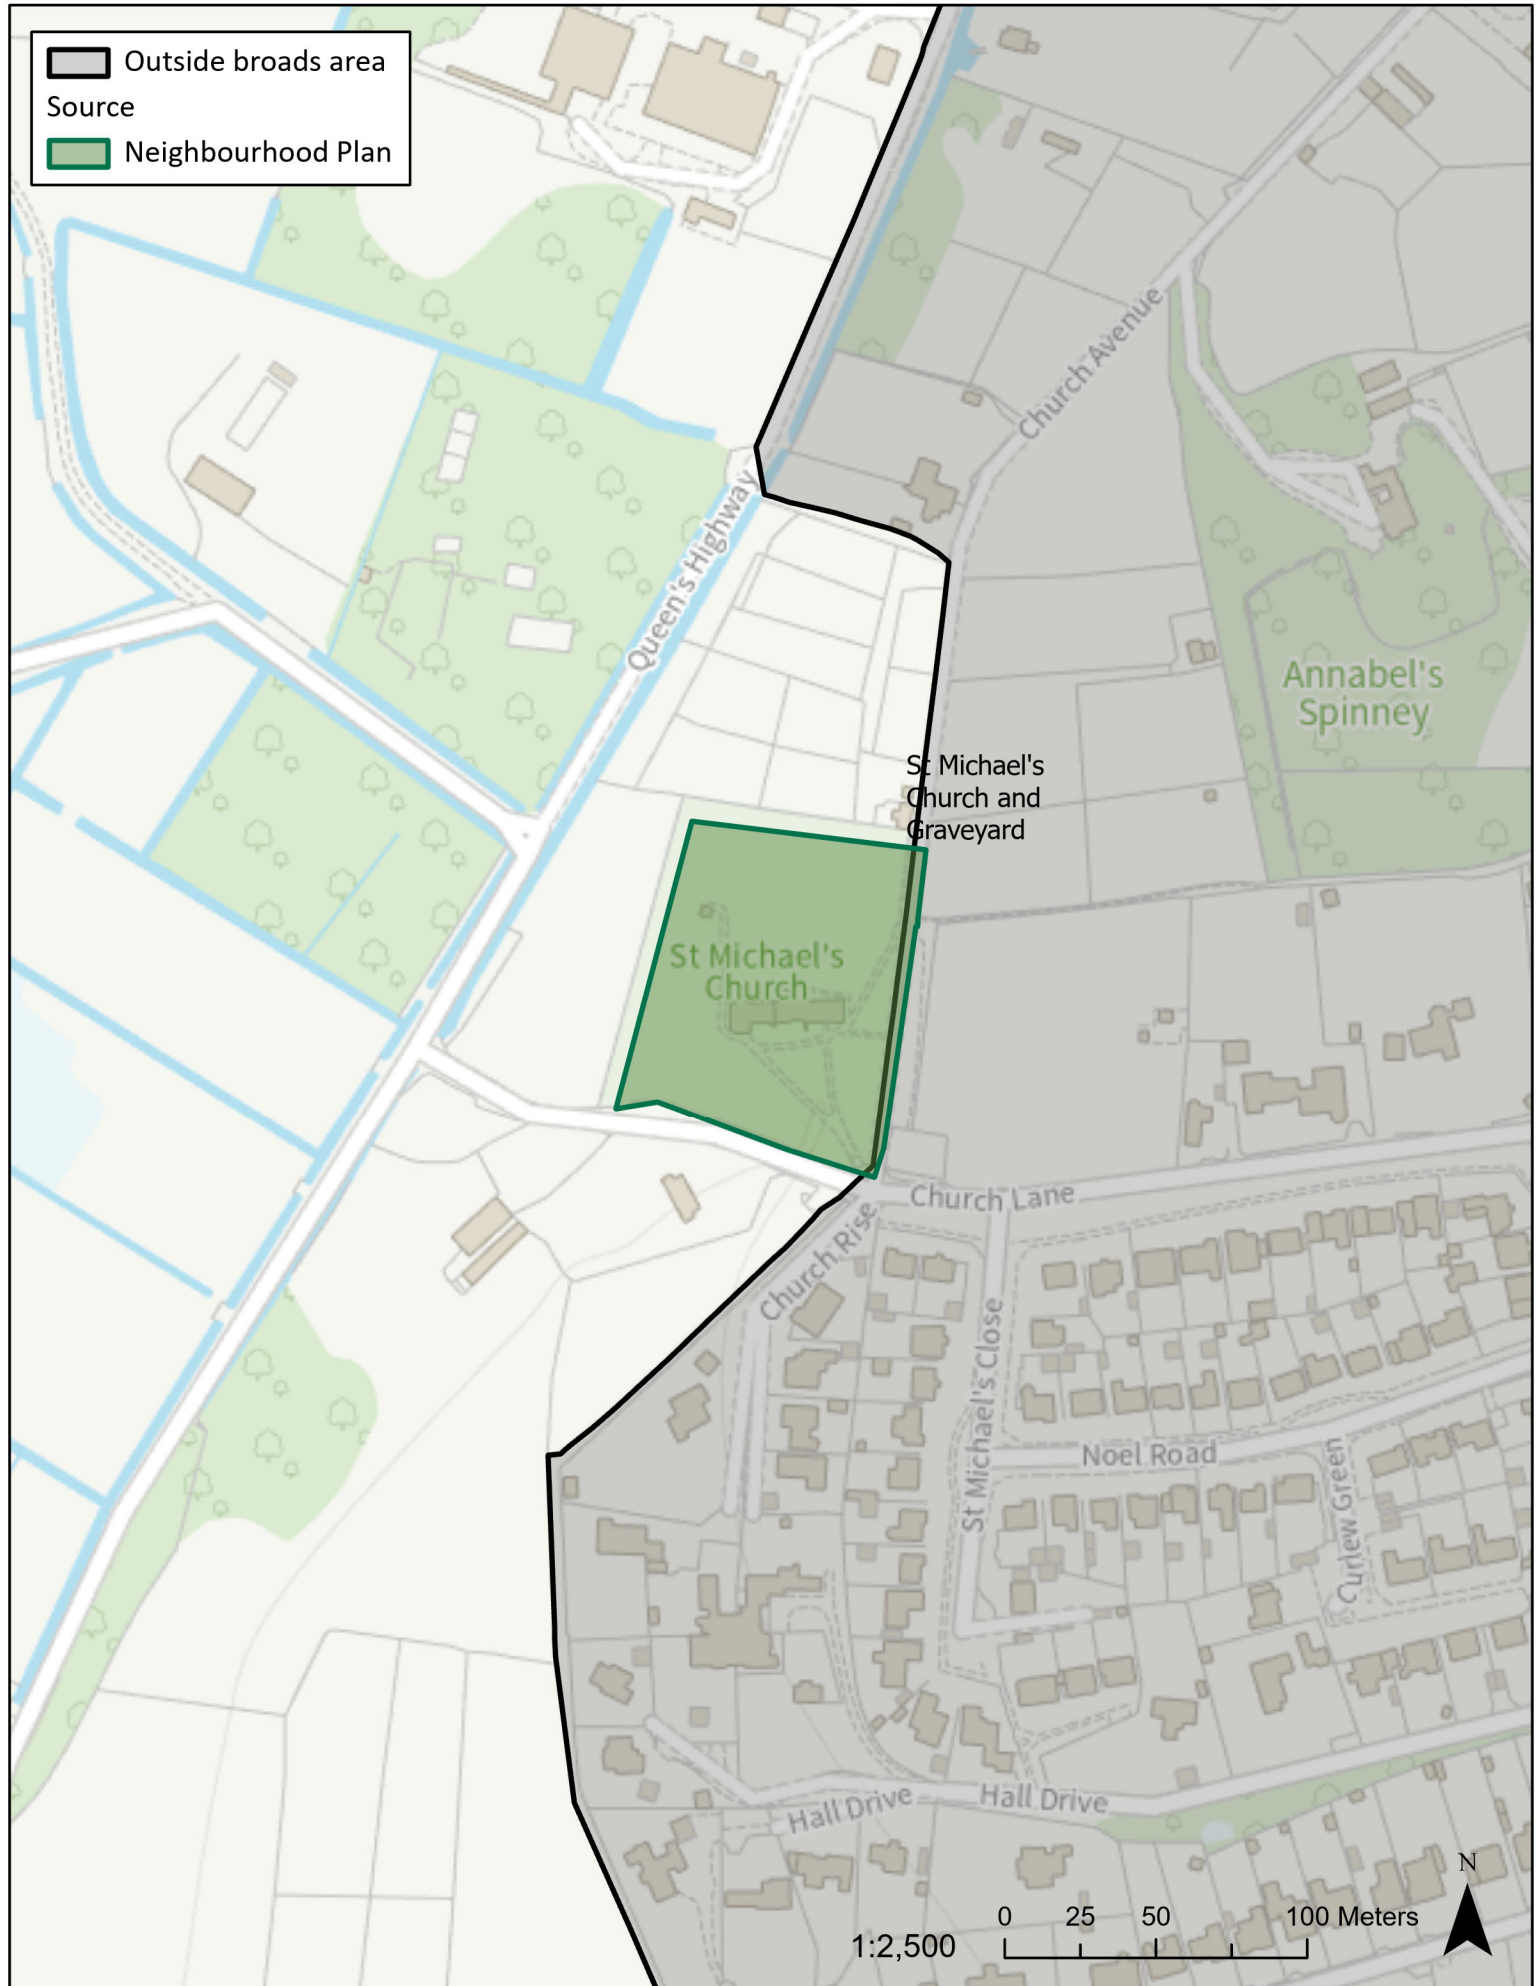 Outside broads area
Source
Neighbourhood Plan
Church Avenue
Queen's Highway
Annabel's
Spinney
St Michael's
Church and
Graveyard
St Michael's
Church
Church Lane
Church Rise
St Michael's Close
Noel Road
Curlew Green
Hall Drive
Hall Drive
N
0 25 50 100 Meters
1:2,500